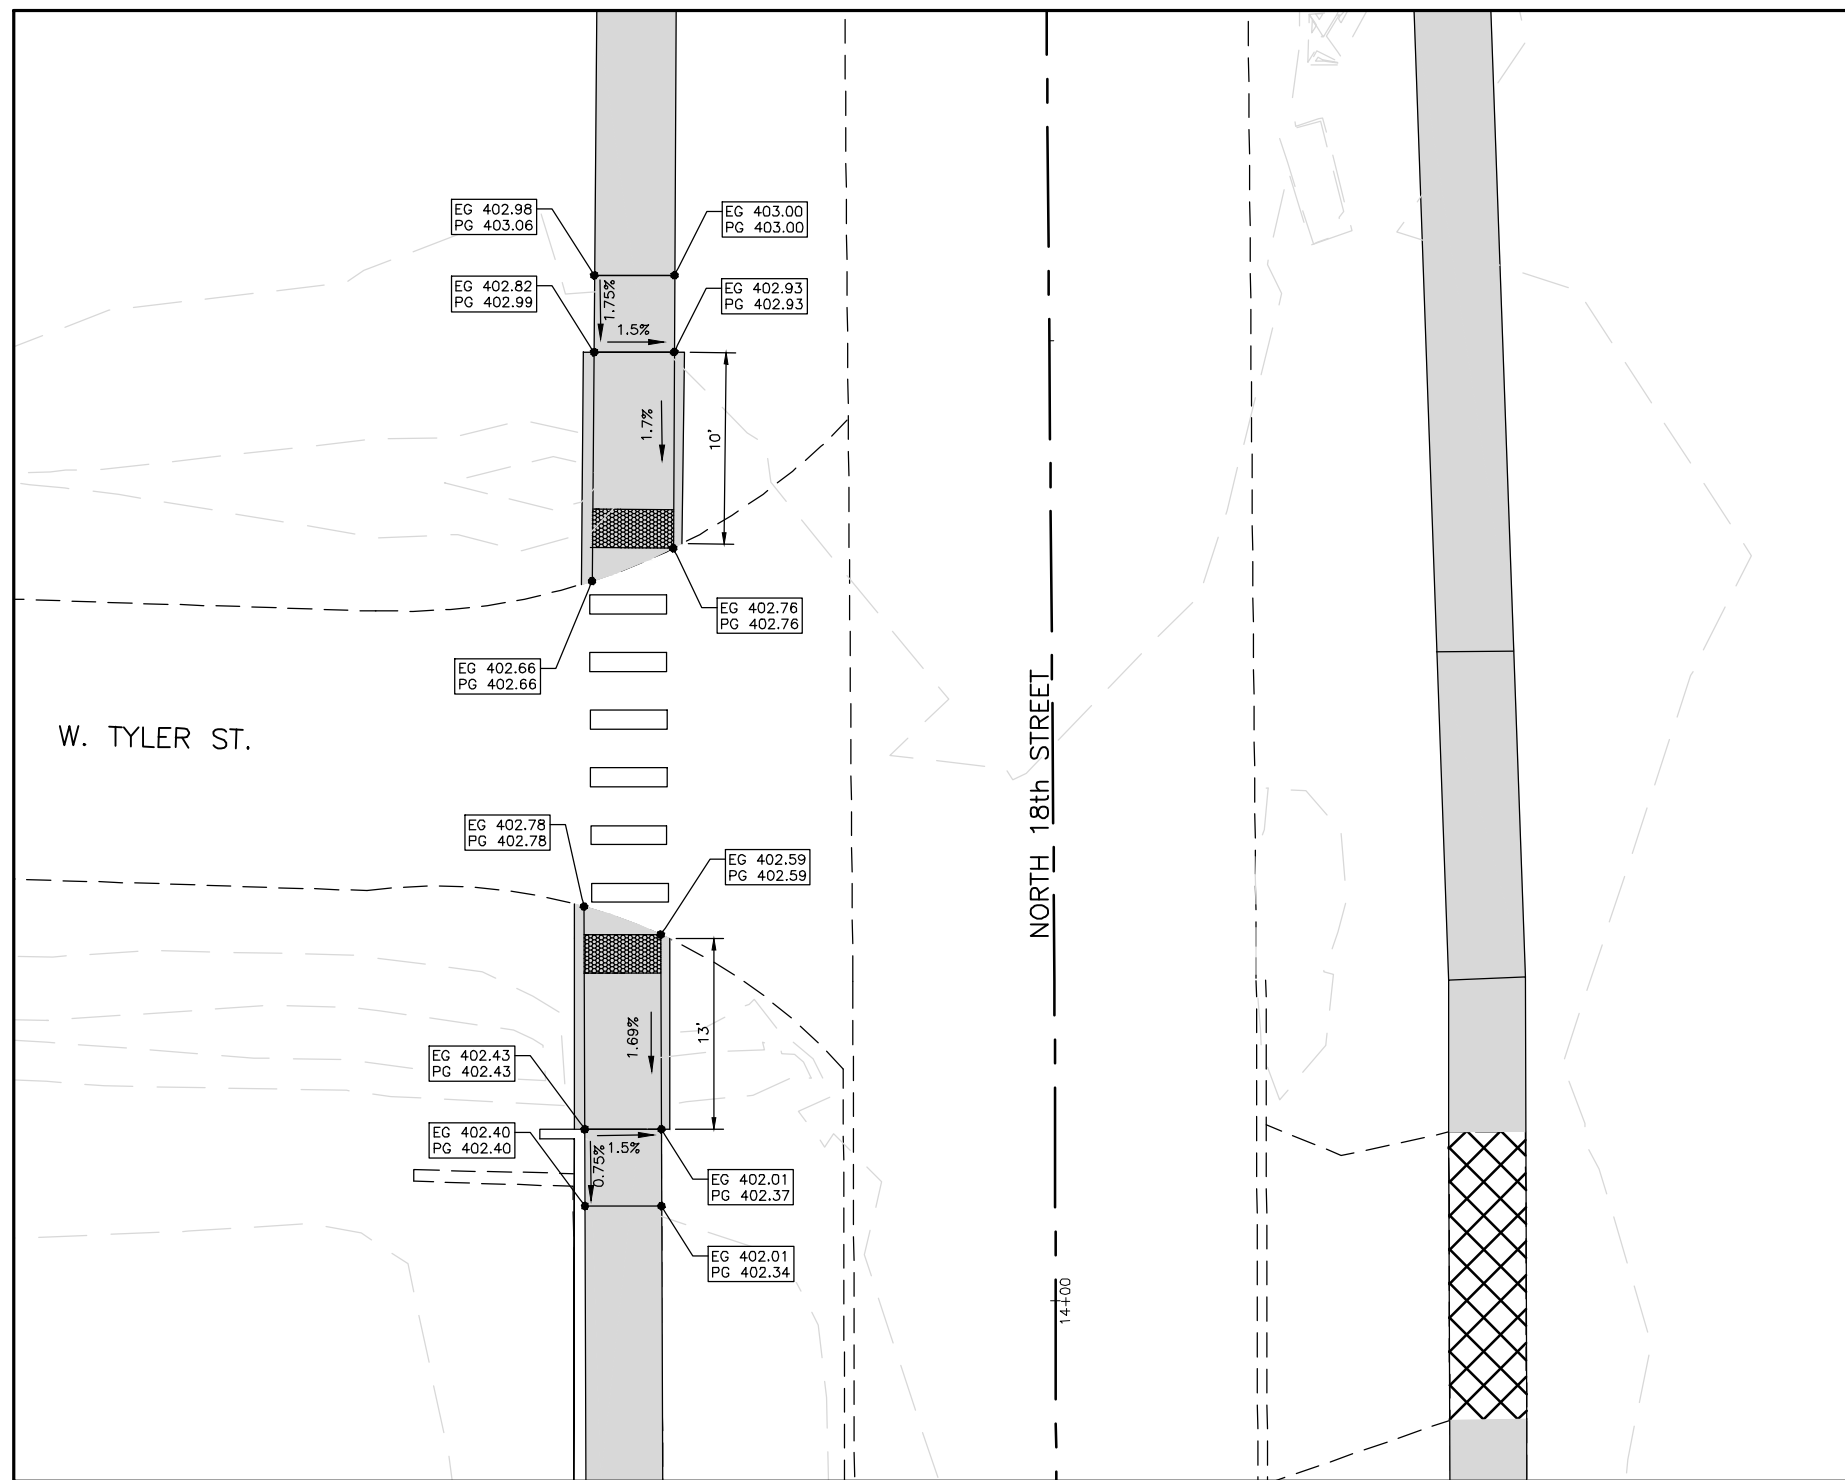 EG 402.98
PG 403.06
EG 403.00
PG 403.00
EG 402.82
PG 402.99
EG 402.93
PG 402.93
1.75%
1.5%
1.7%
10'
EG 402.76
PG 402.76
EG 402.66
PG 402.66
W. TYLER ST.
NORTH 18th STREET
EG 402.78
PG 402.78
EG 402.59
PG 402.59
1.69%
13'
EG 402.43
PG 402.43
EG 402.40
PG 402.40
1.5%
0.75%
EG 402.01
PG 402.37
EG 402.01
PG 402.34
14+00